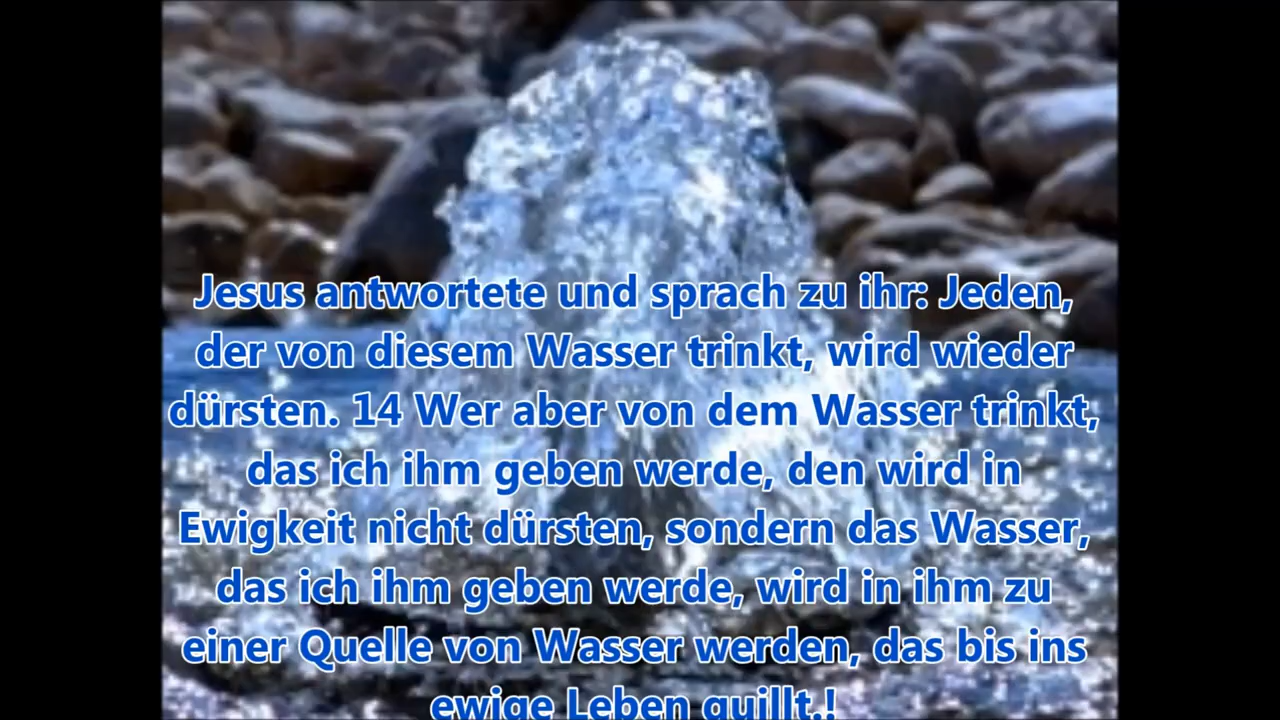 Jesus antwortete und sprach zu ihr: Jeden,
der von diesem Wasser trinkt, wird wieder
dürsten. 14 Wer aber von dem Wasser trinkt,
das ich ihm geben werde, den wird in
Ewigkeit nicht dürsten, sondern das Wasser,
das ich ihm geben werde, wird in ihm zu
einer Quelle von Wasser werden, das bis ins
ewige Leben quillt.!